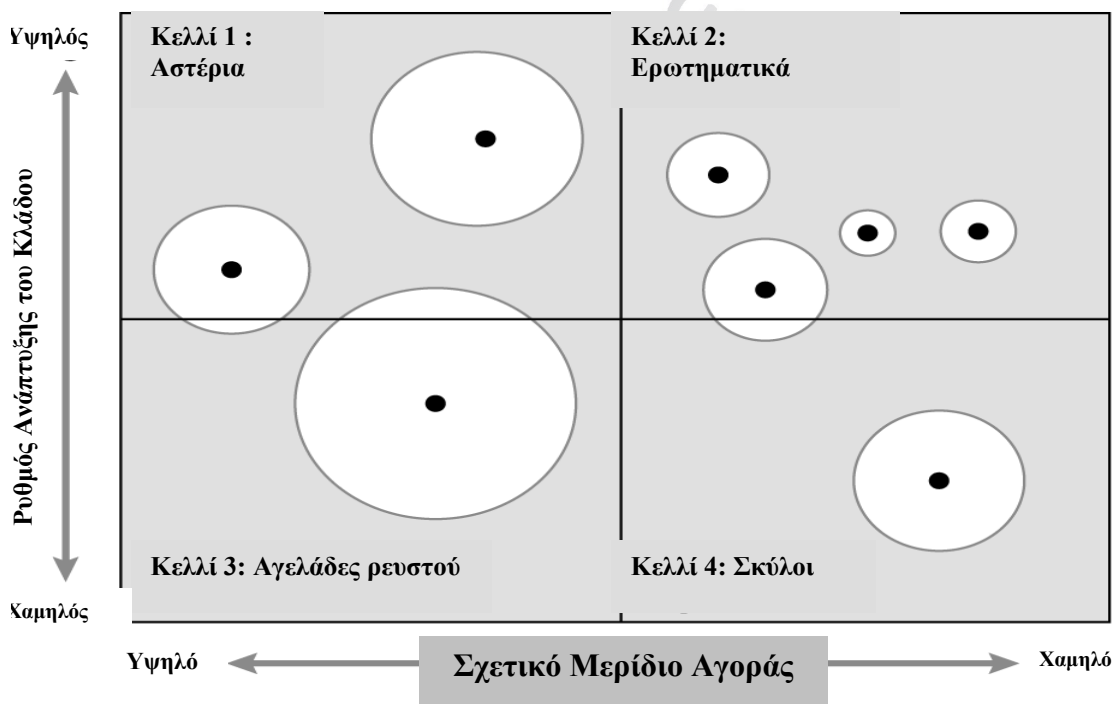 Υψηλός
Κελλί 1 :
Αστέρια
Κελλί 2:
Ερωτηματικά
Ρυθμός Ανάπτυξης του Κλάδου
Κελλί 3: Αγελάδες ρευστού
Κελλί 4: Σκύλοι
Χαμηλός
Υψηλό
Σχετικό Μερίδιο Αγοράς
Χαμηλό